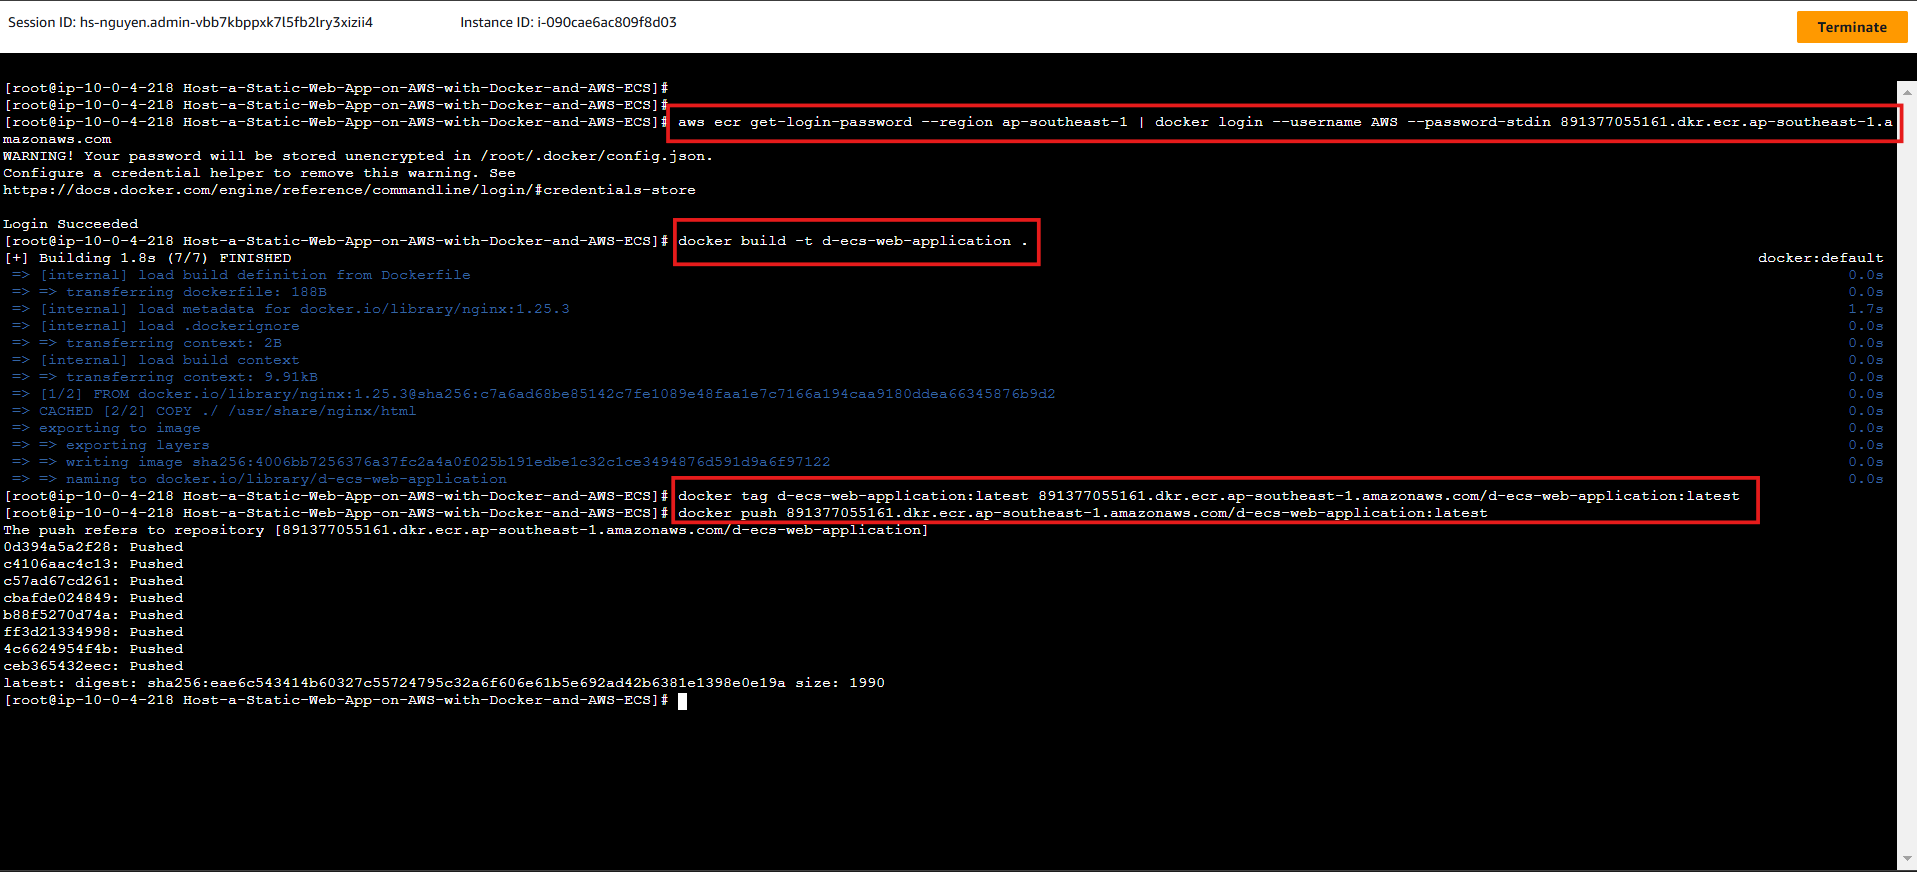 Session ID: hs-nguyen.admin-vbb7kbppxk7l5fb2lry3xizii4 Instance ID: i-090cae6ac809f8d03 Terminate
[root@ip-10-0-4-218 Host-a-Static-Web-App-on-AWS-with-Docker-and-AWS-ECS]#
[root@ip-10-0-4-218 Host-a-Static-Web-App-on-AWS-with-Docker-and-AWS-ECS]#
[root@ip-10-0-4-218 Host-a-Static-Web-App-on-AWS-with-Docker-and-AWS-ECS]# aws ecr get-login-password --region ap-southeast-1 | docker login --username AWS --password-stdin 891377055161.dkr.ecr.ap-southeast-1.a
mazonaws.com
WARNING! Your password will be stored unencrypted in /root/.docker/config.json.
Configure a credential helper to remove this warning. See
https://docs.docker.com/engine/reference/commandline/login/#credentials-store
Login Succeeded
[root@ip-10-0-4-218 Host-a-Static-Web-App-on-AWS-with-Docker-and-AWS-ECS]# docker build -t d-ecs-web-application .
[+] Building 1.8s (7/7) FINISHED docker:default
=> [internal] load build definition from Dockerfile 0.0s
=> => transferring dockerfile: 188B 0.0s
=> [internal] load metadata for docker.io/library/nginx:1.25.3 1.7s
=> [internal] load .dockerignore 0.0s
=> => transferring context: 2B 0.0s
=> [internal] load build context 0.0s
=> => transferring context: 9.91kB 0.0s
=> [1/2] FROM docker.io/library/nginx:1.25.3@sha256:c7a6ad68be85142c7fe1089e48faa1e7c7166a194caa9180ddea66345876b9d2 0.0s
=> CACHED [2/2] COPY ./ /usr/share/nginx/html 0.0s
=> exporting to image 0.0s
=> => exporting layers 0.0s
=> => writing image sha256:4006bb7256376a37fc2a4a0f025b191edbe1c32c1ce3494876d591d9a6f97122 0.0s
=> => naming to docker.io/library/d-ecs-web-application 0.0s
[root@ip-10-0-4-218 Host-a-Static-Web-App-on-AWS-with-Docker-and-AWS-ECS]# docker tag d-ecs-web-application:latest 891377055161.dkr.ecr.ap-southeast-1.amazonaws.com/d-ecs-web-application:latest
[root@ip-10-0-4-218 Host-a-Static-Web-App-on-AWS-with-Docker-and-AWS-ECS]# docker push 891377055161.dkr.ecr.ap-southeast-1.amazonaws.com/d-ecs-web-application:latest
The push refers to repository [891377055161.dkr.ecr.ap-southeast-1.amazonaws.com/d-ecs-web-application]
0d394a5a2f28: Pushed
c4106aac4c13: Pushed
c57ad67cd261: Pushed
cbafde024849: Pushed
b88f5270d74a: Pushed
ff3d21334998: Pushed
4c6624954f4b: Pushed
ceb365432eec: Pushed
latest: digest: sha256:eae6c543414b60327c55724795c32a6f606e61b5e692ad42b6381e1398e0e19a size: 1990
[root@ip-10-0-4-218 Host-a-Static-Web-App-on-AWS-with-Docker-and-AWS-ECS]#